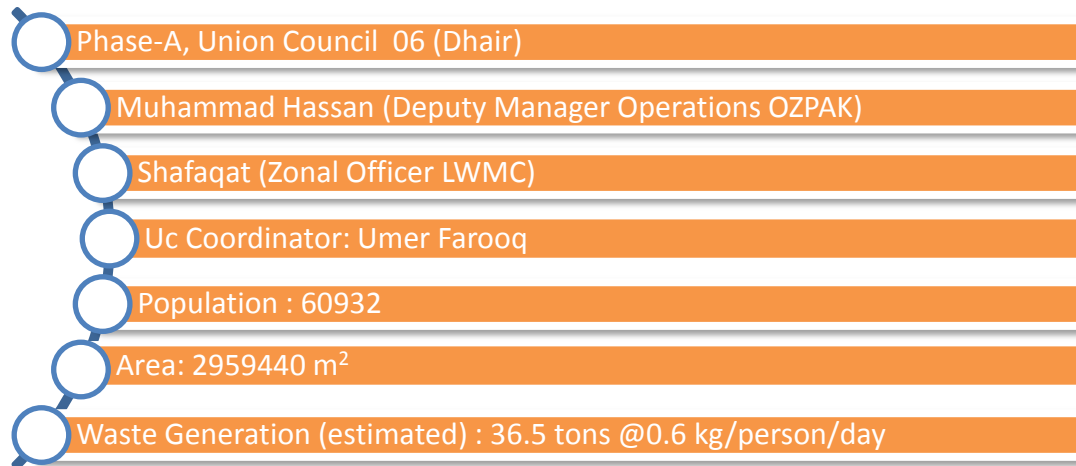 Phase-A, Union Council  06 (Dhair)
Muhammad Hassan (Deputy Manager Operations OZPAK)
Shafaqat (Zonal Officer LWMC)
Uc Coordinator: Umer Farooq
Population : 60932
Area: 2959440 m²
Waste Generation (estimated) : 36.5 tons @0.6 kg/person/day